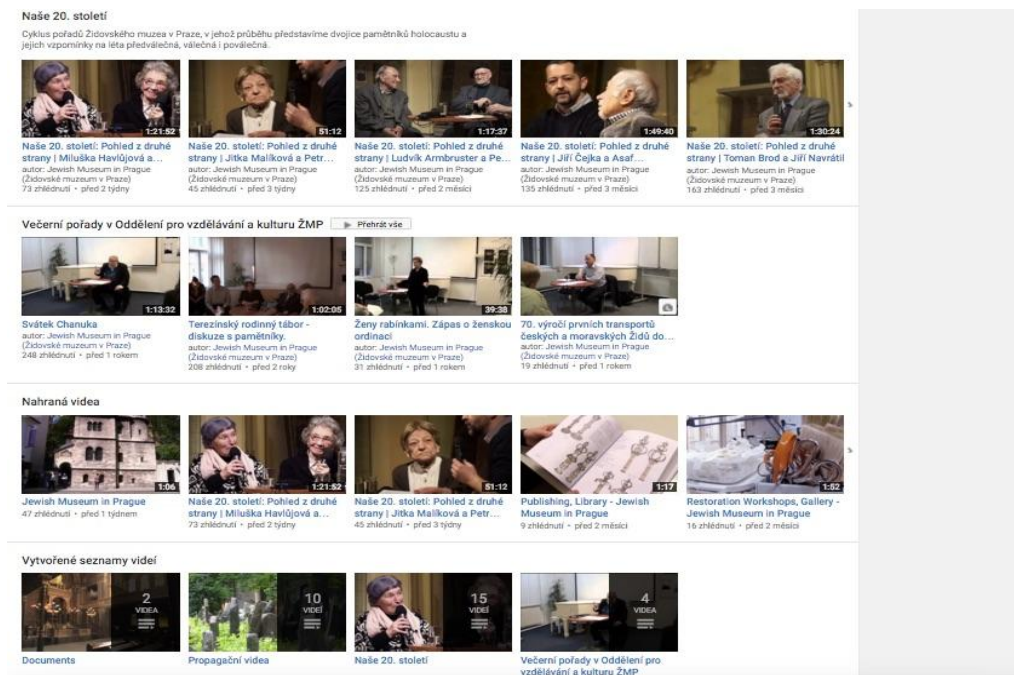 Naše 20. století
Cyklus pořadů Židovského muzea v Praze, v jehož průběhu představíme dvojice pamětníků holocaustu a
jejich vzpomínky na léta předválečná, válečná i poválečná.
1:21:52
51:12
1:17:37
1:49:40
1:30:24
Naše 20. století: Pohled z druhé
strany | Miluška Havlůjová a...
autor: Jewish Museum in Prague
(Židovské muzeum v Praze)
73 zhlédnutí • před 2 týdny
Naše 20. století: Pohled z druhé
strany | Jitka Malíková a Petr...
autor: Jewish Museum in Prague
(Židovské muzeum v Praze)
45 zhlédnutí • před 3 týdny
Naše 20. století: Pohled z druhé
strany | Ludvík Armbruster a Pe...
autor: Jewish Museum in Prague
(Židovské muzeum v Praze)
125 zhlédnutí • před 2 měsíci
Naše 20. století: Pohled z druhé
strany | Jiří Čejka a Asaf...
autor: Jewish Museum in Prague
(Židovské muzeum v Praze)
135 zhlédnutí • před 3 měsíci
Naše 20. století: Pohled z druhé
strany | Toman Brod a Jiří Navrátil
autor: Jewish Museum in Prague
(Židovské muzeum v Praze)
163 zhlédnutí • před 3 měsíci
Večerní pořady v Oddělení pro vzdělávání a kulturu ŽMP
Přehrát vše
1:13:32
1:02:05
39:38
Svátek Chanuka
autor: Jewish Museum in Prague
(Židovské muzeum v Praze)
248 zhlédnutí • před 1 rokem
Terezínský rodinný tábor -
diskuze s pamětníky.
autor: Jewish Museum in Prague
(Židovské muzeum v Praze)
208 zhlédnutí • před 2 roky
Ženy rabínkami. Zápas o ženskou
ordinaci
autor: Jewish Museum in Prague
(Židovské muzeum v Praze)
31 zhlédnutí • před 1 rokem
70. výročí prvních transportů
českých a moravských Židů do...
autor: Jewish Museum in Prague
(Židovské muzeum v Praze)
19 zhlédnutí • před 1 rokem
Nahraná videa
1:06
1:21:52
51:12
1:17
1:52
Jewish Museum in Prague
47 zhlédnutí • před 1 týdnem
Naše 20. století: Pohled z druhé
strany | Miluška Havlůjová a...
73 zhlédnutí • před 2 týdny
Naše 20. století: Pohled z druhé
strany | Jitka Malíková a Petr...
45 zhlédnutí • před 3 týdny
Publishing, Library - Jewish
Museum in Prague
9 zhlédnutí • před 2 měsíci
Restoration Workshops, Gallery -
Jewish Museum in Prague
16 zhlédnutí • před 2 měsíci
Vytvořené seznamy videí
2
VIDEA
10
VIDEÍ
15
VIDEÍ
4
VIDEA
Documents
Propagační videa
Naše 20. století
Večerní pořady v Oddělení pro
vzdělávání a kulturu ŽMP